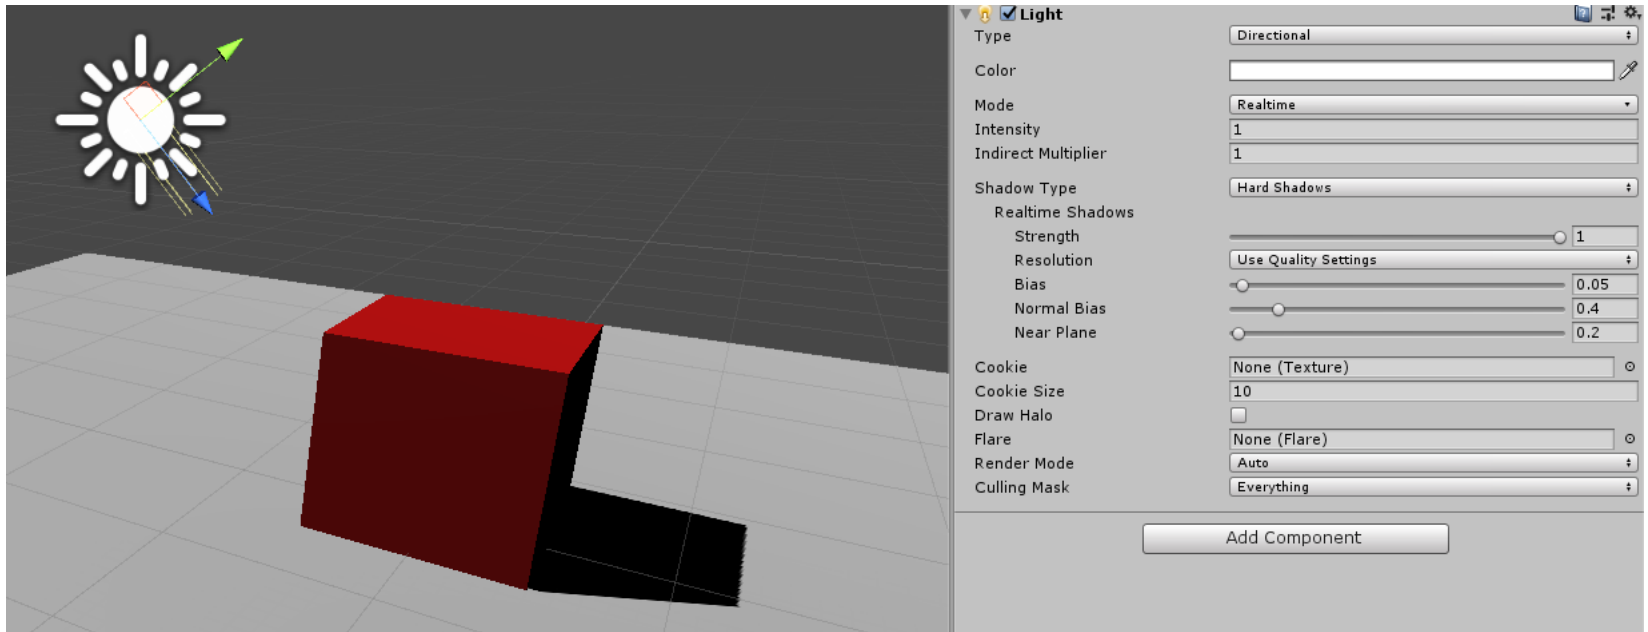 Light
Type Directional
Color
Mode Realtime
Intensity 1
Indirect Multiplier 1
Shadow Type Hard Shadows
Realtime Shadows
Strength 1
Resolution Use Quality Settings
Bias 0.05
Normal Bias 0.4
Near Plane 0.2
Cookie None (Texture)
Cookie Size 10
Draw Halo
Flare None (Flare)
Render Mode Auto
Culling Mask Everything
Add Component